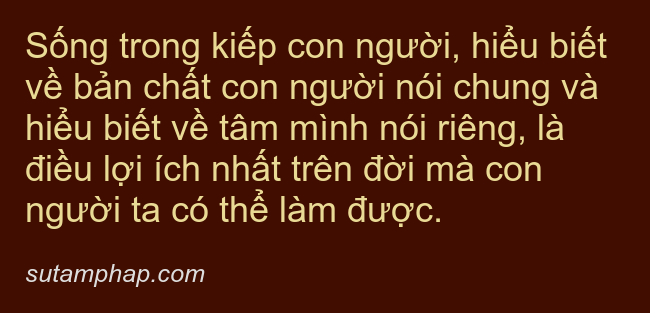 Sống trong kiếp con người, hiểu biết
về bản chất con người nói chung và
hiểu biết về tâm mình nói riêng, là
điều lợi ích nhất trên đời mà con
người ta có thể làm được.
sutamphap.com